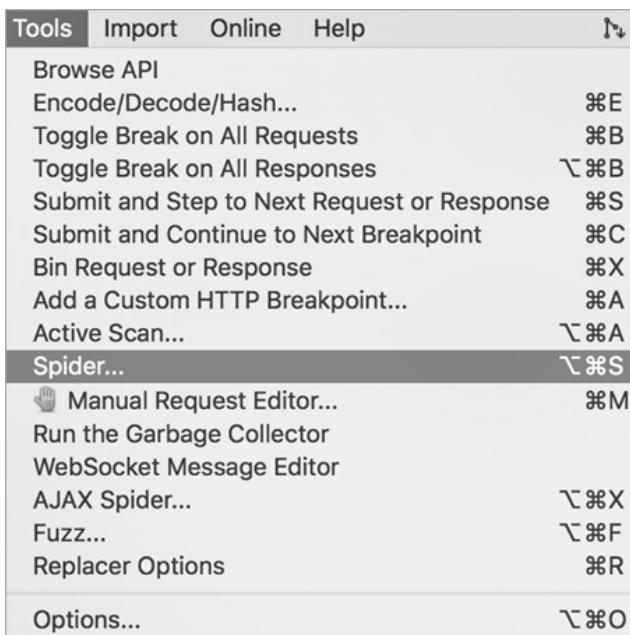 Tools Import Online Help
Browse API
Encode/Decode/Hash... ⌘E
Toggle Break on All Requests ⌘B
Toggle Break on All Responses ⌥⌘B
Submit and Step to Next Request or Response ⌘S
Submit and Continue to Next Breakpoint ⌘C
Bin Request or Response ⌘X
Add a Custom HTTP Breakpoint... ⌘A
Active Scan... ⌥⌘A
Spider... ⌥⌘S
Manual Request Editor... ⌘M
Run the Garbage Collector
WebSocket Message Editor
AJAX Spider... ⌥⌘X
Fuzz... ⌥⌘F
Replacer Options ⌘R
Options... ⌥⌘O